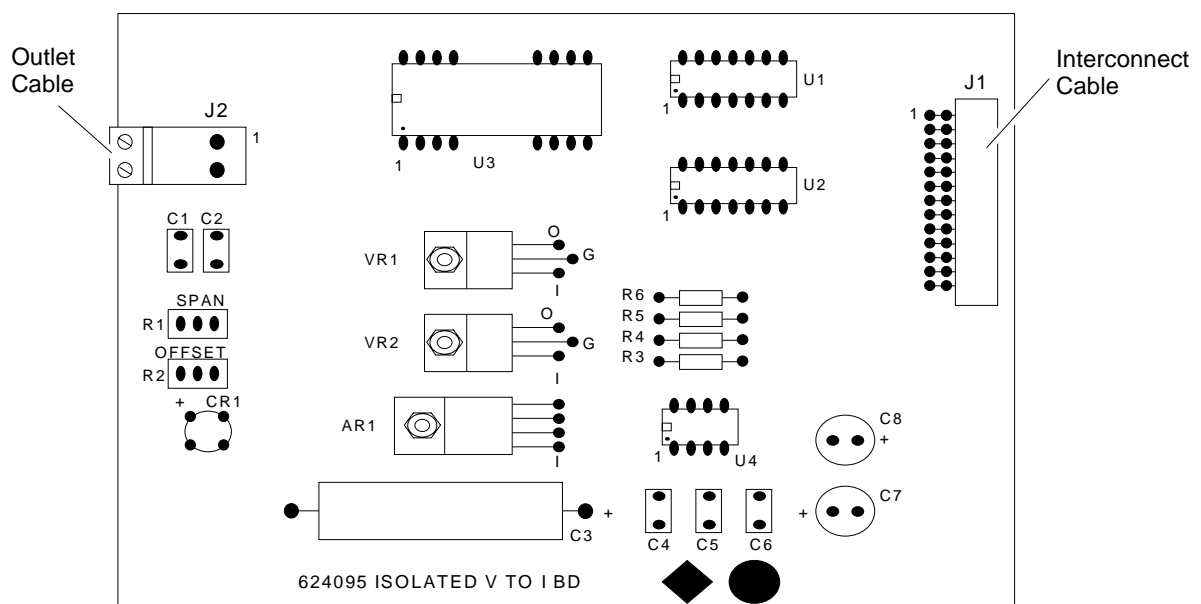 Outlet
Cable
Interconnect
Cable
J2
1
U3
1
U1
1
U2
1
J1
1
C1 C2
VR1
O
G
I
SPAN
R1
OFFSET
R2
+ CR1
VR2
O
G
I
R6
R5
R4
R3
AR1
I
1
U4
C8
+
C7
+
C3
+
C4 C5 C6
624095 ISOLATED V TO I BD